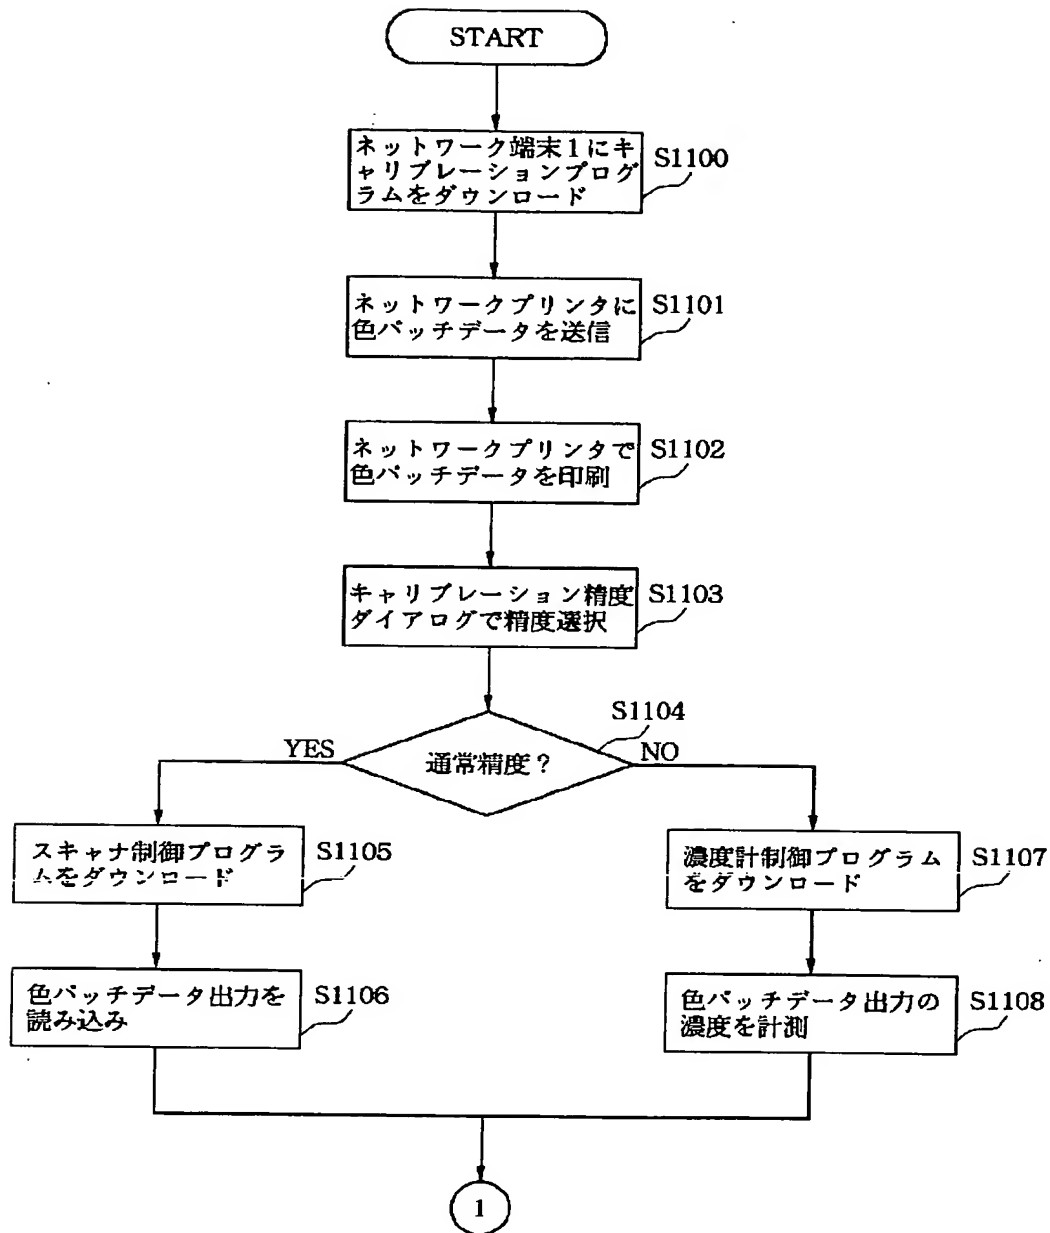 START
ネットワーク端末1にキ
ャリブレーションプログ
ラムをダウンロード
S1100
ネットワークプリンタに
色パッチデータを送信
S1101
ネットワークプリンタで
色パッチデータを印刷
S1102
キャリブレーション精度
ダイアログで精度選択
S1103
S1104
YES
通常精度?
NO
スキャナ制御プログラ
ムをダウンロード
S1105
濃度計制御プログラム
をダウンロード
S1107
色パッチデータ出力を
読み込み
S1106
色パッチデータ出力の
濃度を計測
S1108
1